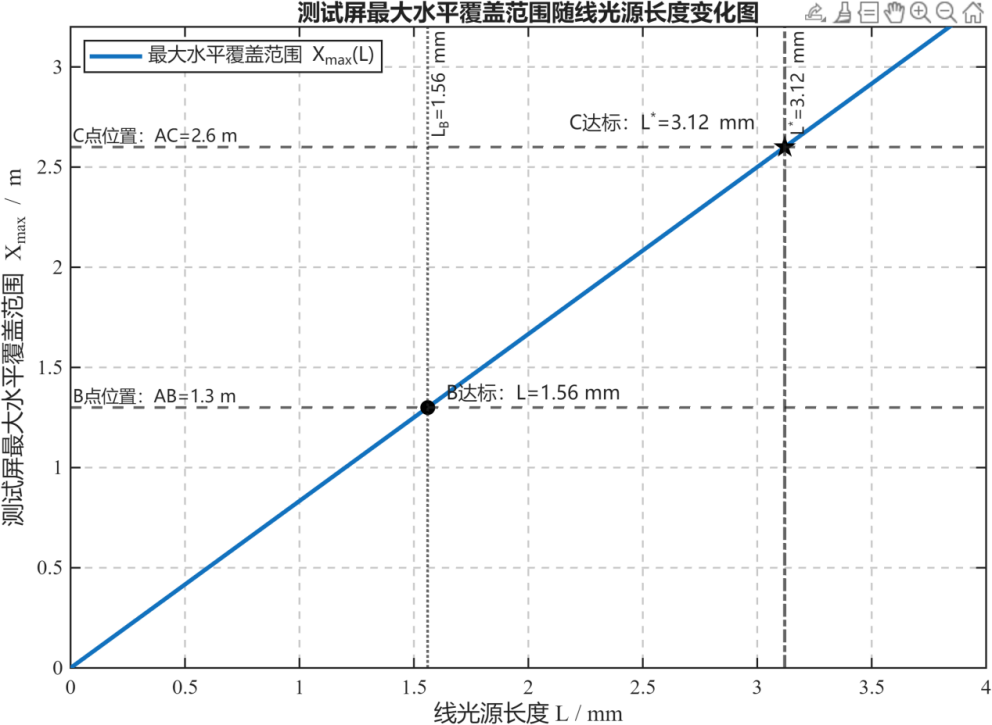 测试屏最大水平覆盖范围随线光源长度变化图
最大水平覆盖范围 Xmax(L)
LB=1.56 mm
L*=3.12 mm
C达标：L*=3.12 mm
C点位置：AC=2.6 m
B点位置：AB=1.3 m
B达标：L=1.56 mm
测试屏最大水平覆盖范围 Xmax / m
3
2.5
2
1.5
1
0.5
0
0 0.5 1 1.5 2 2.5 3 3.5 4
线光源长度 L / mm